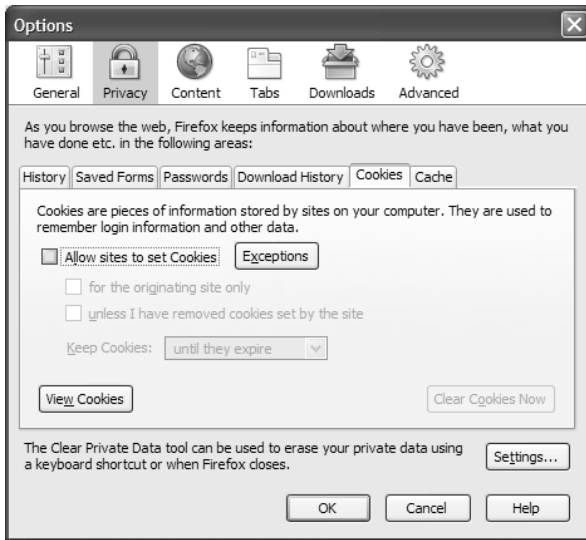 Options
General Privacy Content Tabs Downloads Advanced
As you browse the web, Firefox keeps information about where you have been, what you
have done etc. in the following areas:
History Saved Forms Passwords Download History Cookies Cache
Cookies are pieces of information stored by sites on your computer. They are used to
remember login information and other data.
Allow sites to set Cookies Exceptions
for the originating site only
unless I have removed cookies set by the site
Keep Cookies: until they expire
View Cookies Clear Cookies Now
The Clear Private Data tool can be used to erase your private data using
a keyboard shortcut or when Firefox closes.
Settings...
OK Cancel Help